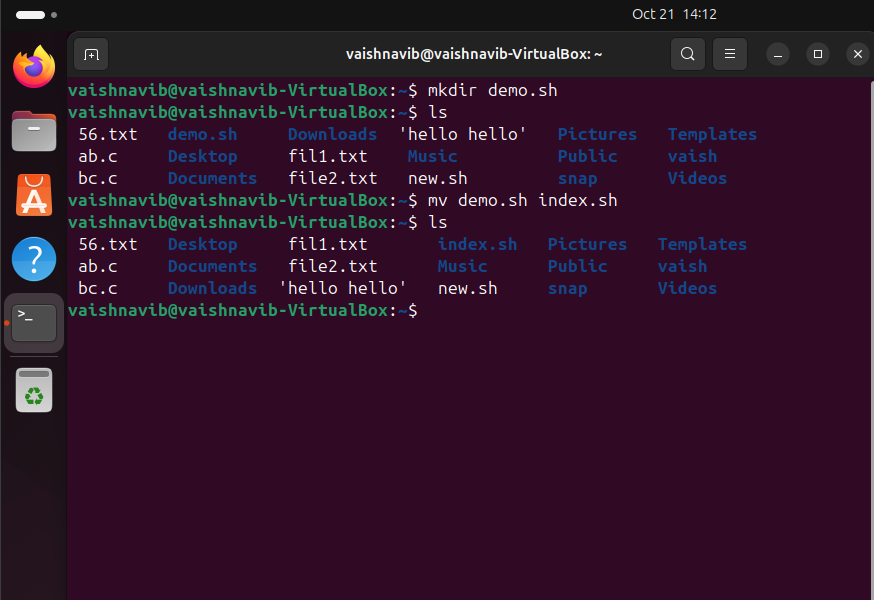 Oct 21 14:12
vaishnavib@vaishnavib-VirtualBox: ~
vaishnavib@vaishnavib-VirtualBox:~$ mkdir demo.sh
vaishnavib@vaishnavib-VirtualBox:~$ ls
56.txt demo.sh Downloads 'hello hello' Pictures Templates
ab.c Desktop fil1.txt Music Public vaish
bc.c Documents file2.txt new.sh snap Videos
vaishnavib@vaishnavib-VirtualBox:~$ mv demo.sh index.sh
vaishnavib@vaishnavib-VirtualBox:~$ ls
56.txt Desktop fil1.txt index.sh Pictures Templates
ab.c Documents file2.txt Music Public vaish
bc.c Downloads 'hello hello' new.sh snap Videos
vaishnavib@vaishnavib-VirtualBox:~$